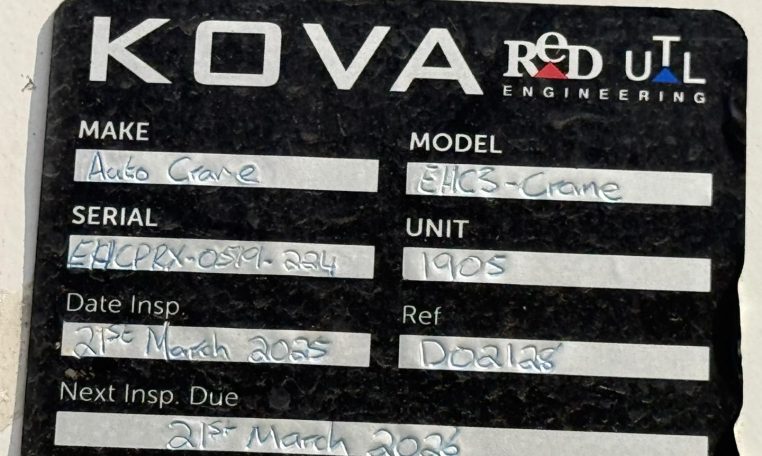 KOVA ReD UTL
ENGINEERING
MAKE MODEL
Auto Crane EHC3-Crane
SERIAL UNIT
EHCPRX-0519-224 1905
Date Insp. Ref
21st March 2025 D02128
Next Insp. Due
21st March 2026